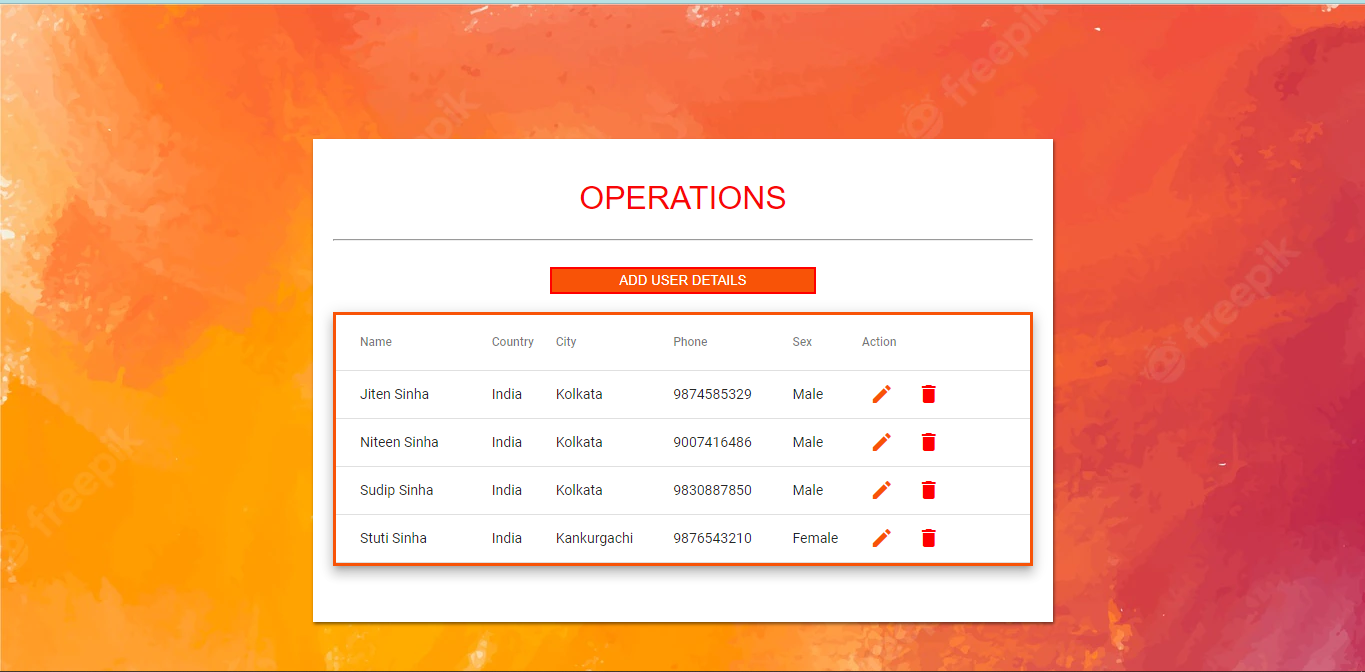 freepik
freepik
OPERATIONS
ADD USER DETAILS
Name Country City Phone Sex Action
Jiten Sinha India Kolkata 9874585329 Male
Niteen Sinha India Kolkata 9007416486 Male
Sudip Sinha India Kolkata 9830887850 Male
Stuti Sinha India Kankurgachi 9876543210 Female
freepik